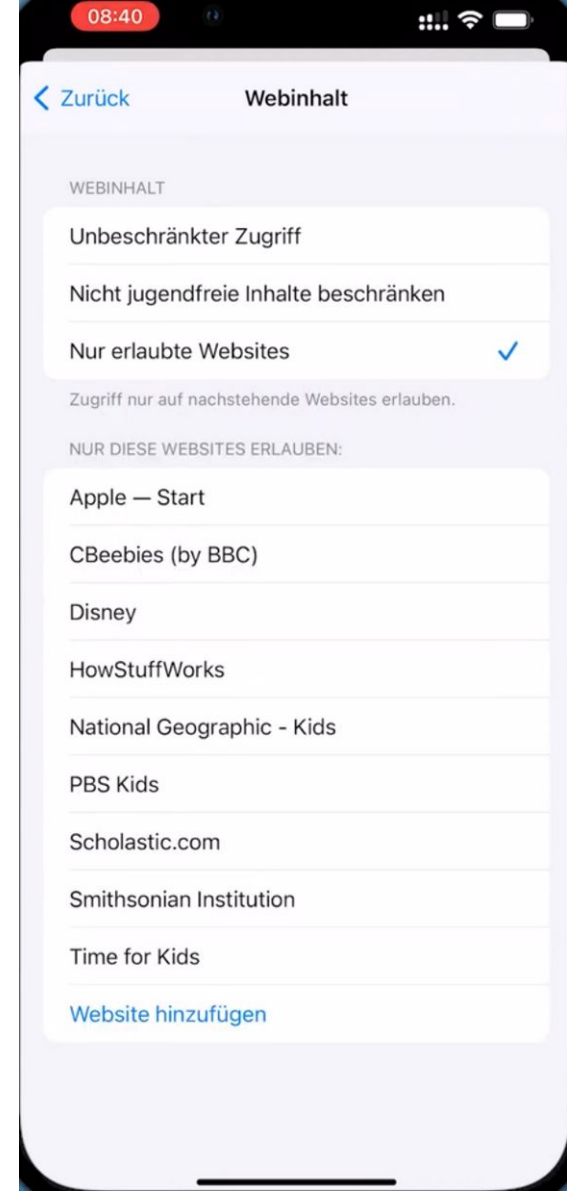 08:40
Zurück
Webinhalt
WEBINHALT
Unbeschränkter Zugriff
Nicht jugendfreie Inhalte beschränken
Nur erlaubte Websites
Zugriff nur auf nachstehende Websites erlauben.
NUR DIESE WEBSITES ERLAUBEN:
Apple — Start
CBeebies (by BBC)
Disney
HowStuffWorks
National Geographic - Kids
PBS Kids
Scholastic.com
Smithsonian Institution
Time for Kids
Website hinzufügen